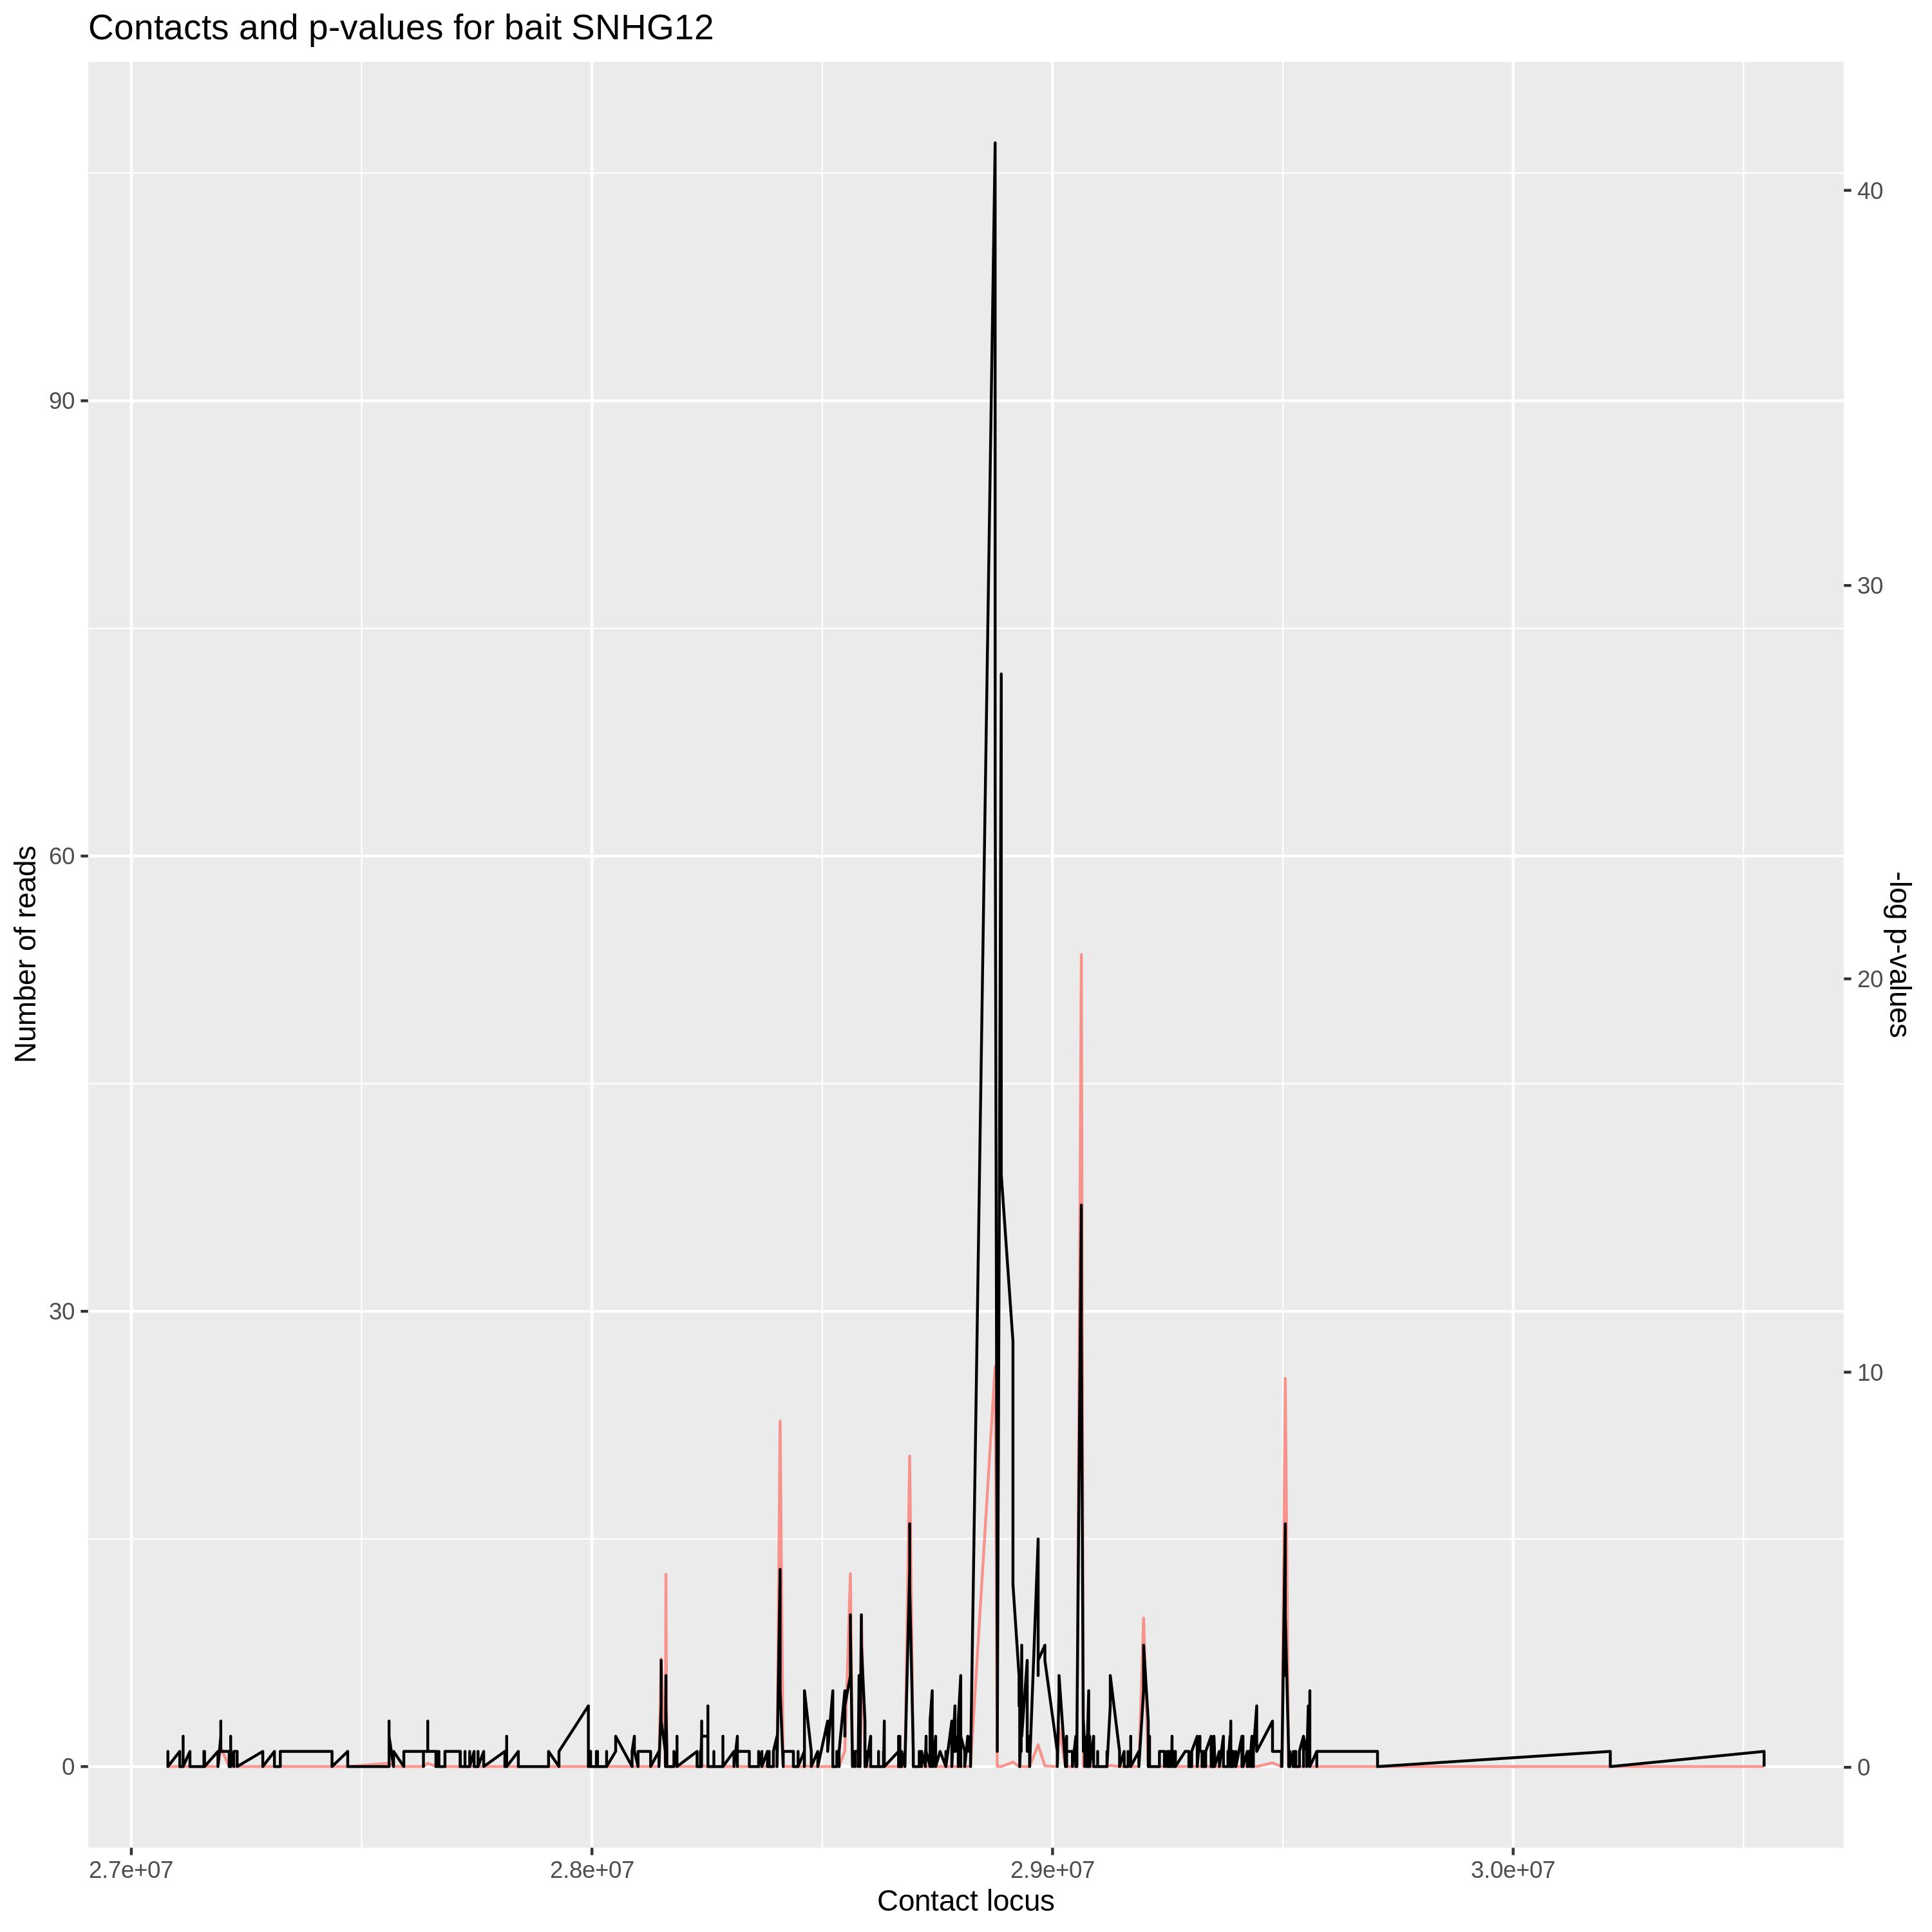 Contacts and p-values for bait SNHG12
Number of reads
90
60
30
0
40
30
20
10
0
-log p-values
2.7e+07 2.8e+07 2.9e+07 3.0e+07
Contact locus